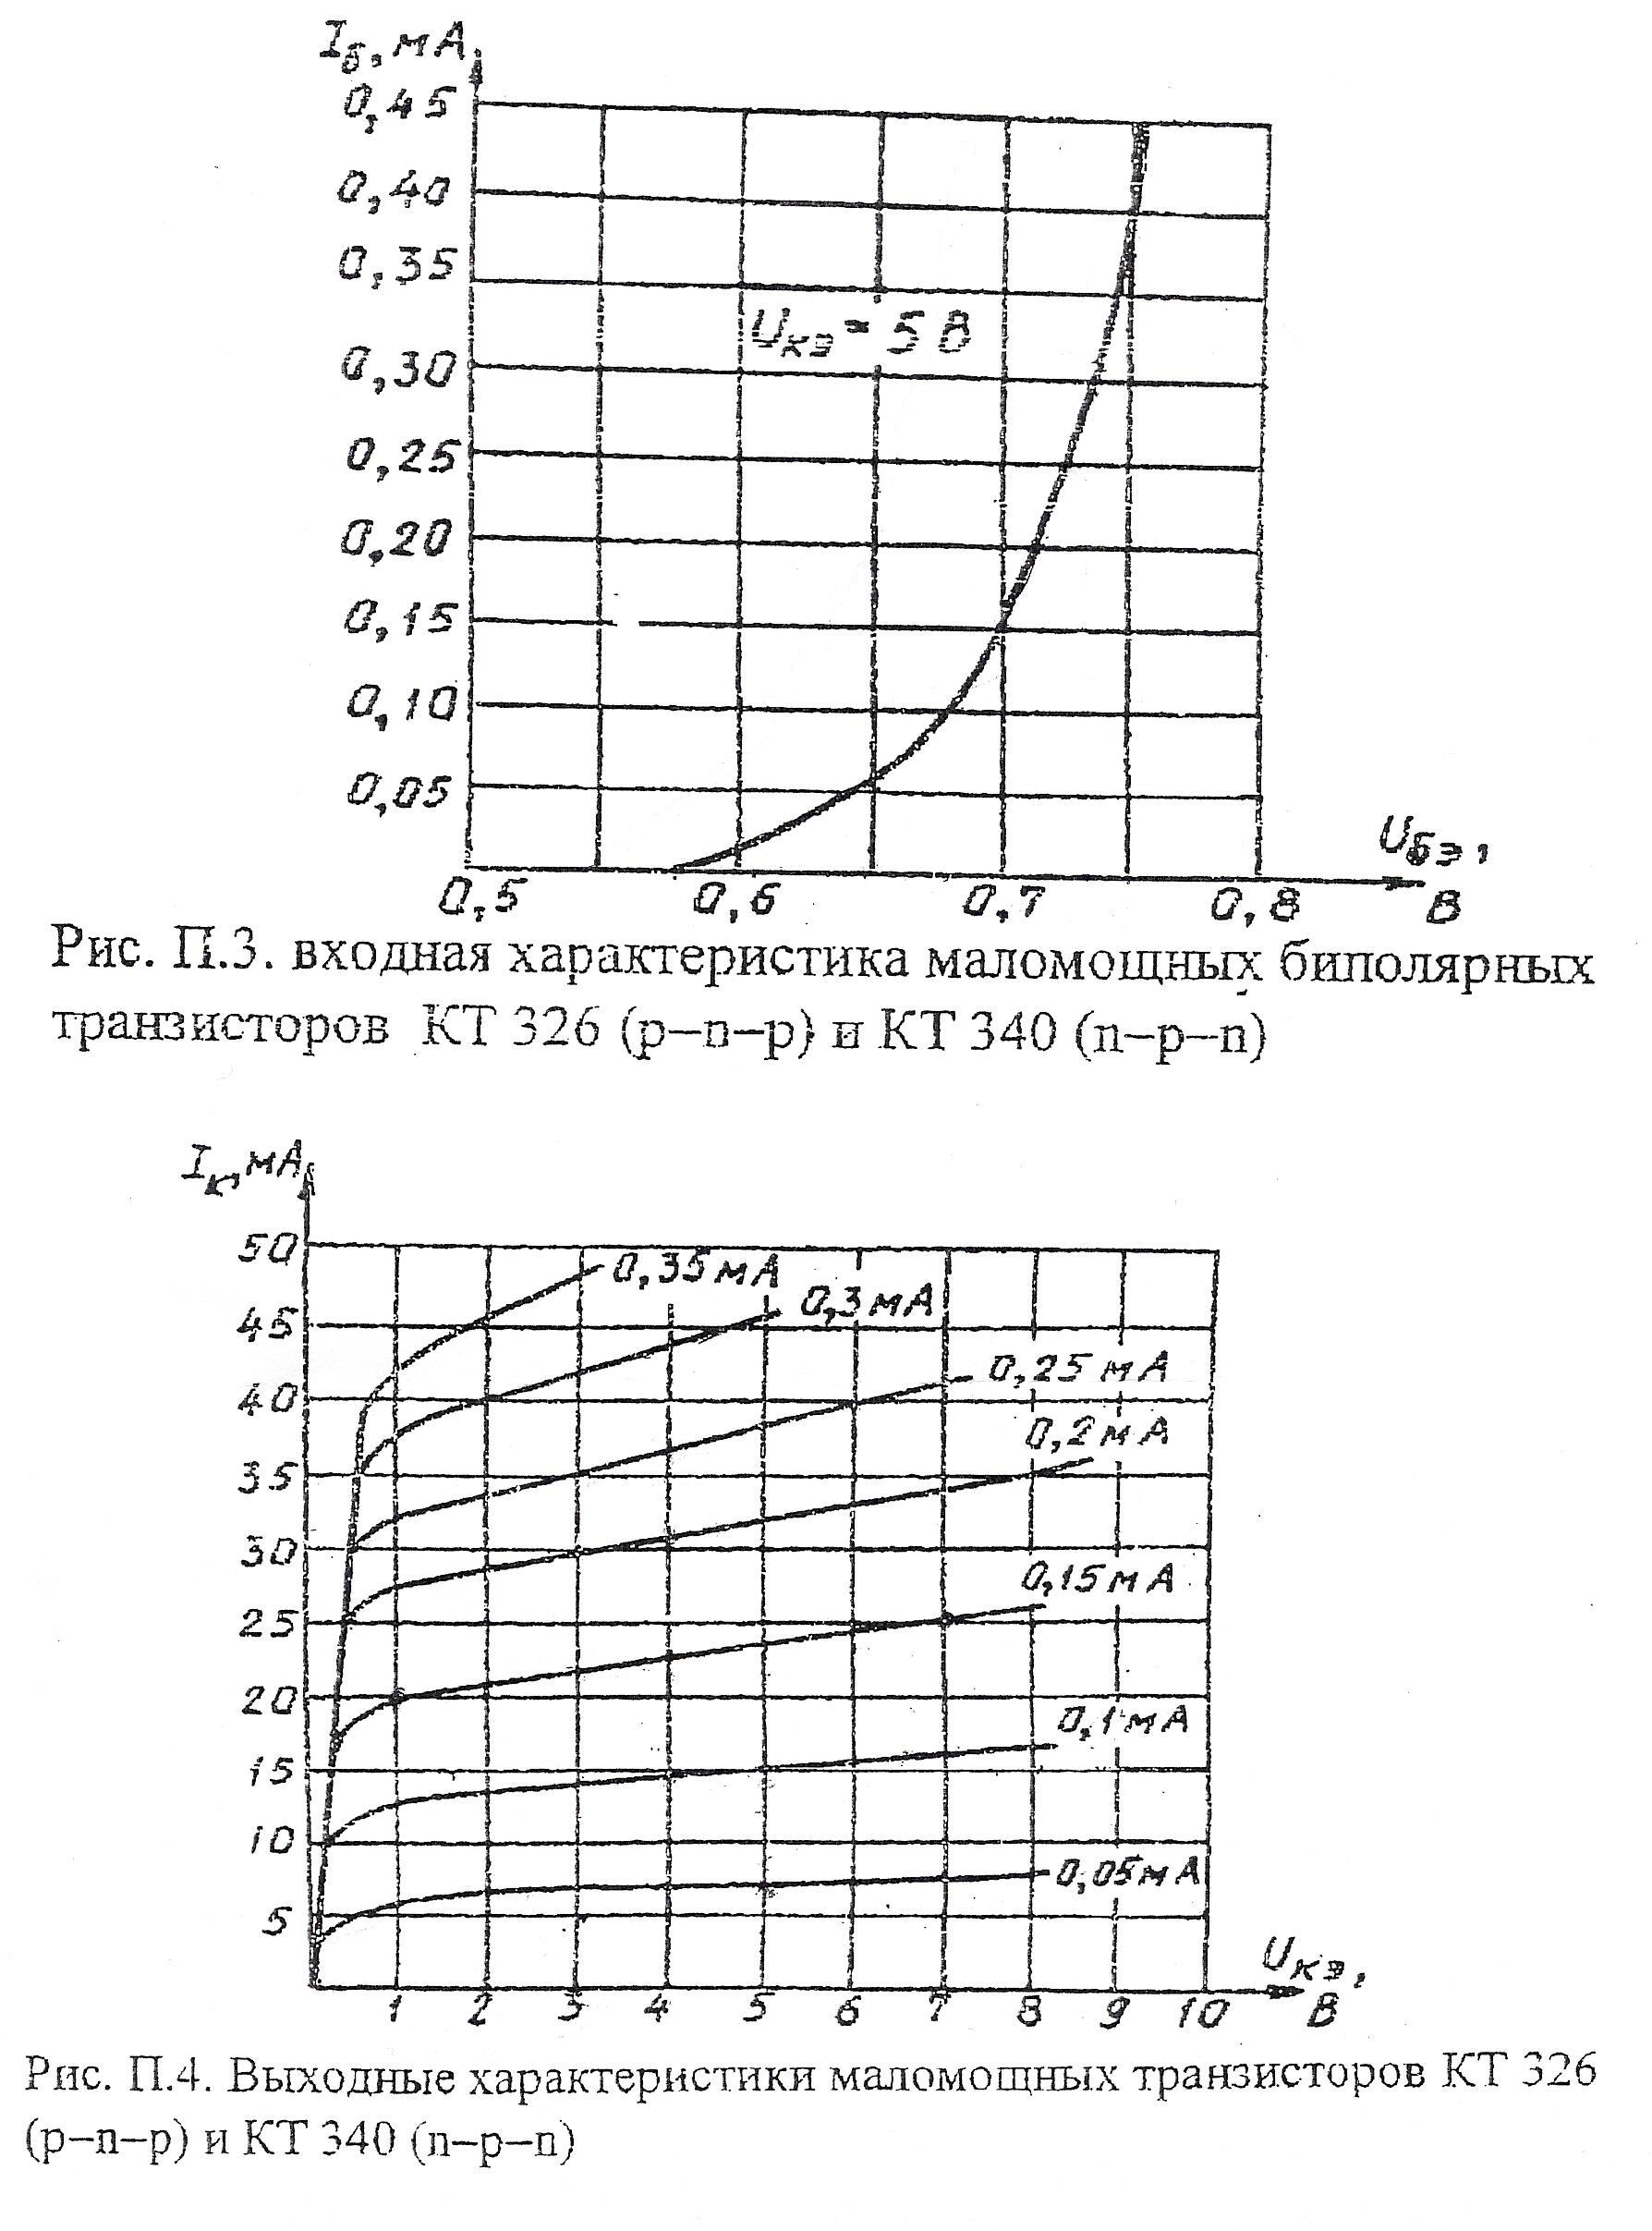 Iб, мА
0,45
0,40
0,35
Uкэ = 5 В
0,30
0,25
0,20
0,15
0,10
0,05
Uбэ,
0,5 0,6 0,7 0,8 В
Рис. П.3. входная характеристика маломощных биполярных
транзисторов КТ 326 (p–n–p) и КТ 340 (n–p–n)
Iк, мА
50
0,35 мА
0,3 мА
45
0,25 мА
40
0,2 мА
35
30
0,15 мА
25
20
0,1 мА
15
10
0,05 мА
5
Uкэ,
1 2 3 4 5 6 7 8 9 10 В
Рис. П.4. Выходные характеристики маломощных транзисторов КТ 326
(p–n–p) и КТ 340 (n–p–n)